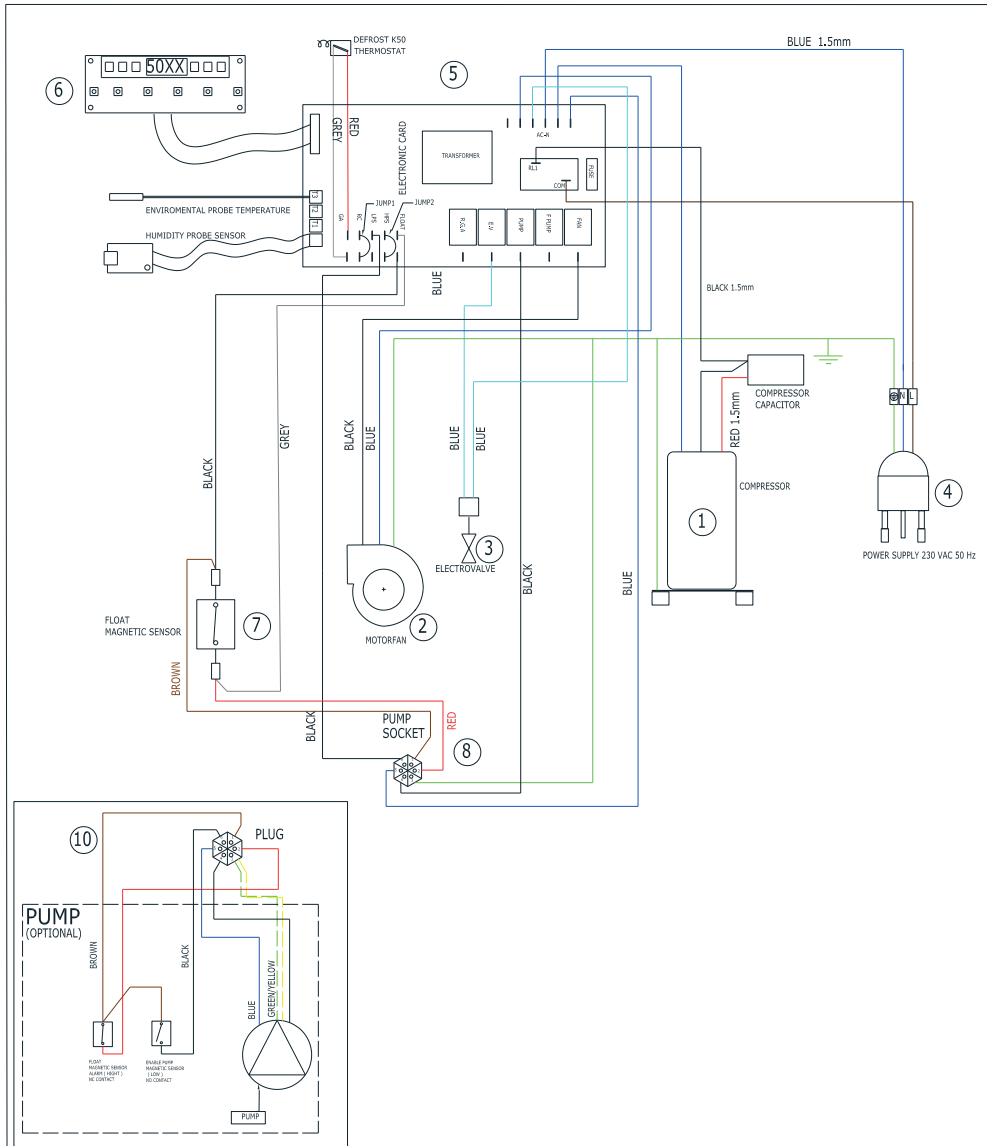 DEFROST K50
THERMOSTAT
BLUE 1.5mm
50XX
6
5
RED
GREY
ELECTRONIC CARD
TRANSFORMER
AC-N
RL1
COM
FUSE
ENVIROMENTAL PROBE TEMPERATURE
HUMIDITY PROBE SENSOR
T3
T2
T1
GA
RC
JUMP1
LPS
HPS
JUMP2
FLOAT
R.G.A
E.V
PUMP
F.PUMP
FAN
BLUE
BLACK 1.5mm
COMPRESSOR
CAPACITOR
RED 1.5mm
N
L
BLACK
GREY
BLACK
BLUE
BLUE
BLUE
COMPRESSOR
1
4
POWER SUPPLY 230 VAC 50 Hz
3
ELECTROVALVE
BLACK
BLUE
2
MOTORFAN
FLOAT
MAGNETIC SENSOR
7
BROWN
BLACK
PUMP
SOCKET
RED
8
10
PLUG
PUMP
(OPTIONAL)
BROWN
BLACK
BLUE
GREEN/YELLOW
FLOAT
MAGNETIC SENSOR
ALARM ( HIGHT )
NC CONTACT
ENABLE PUMP
MAGNETIC SENSOR
( LOW )
NO CONTACT
PUMP